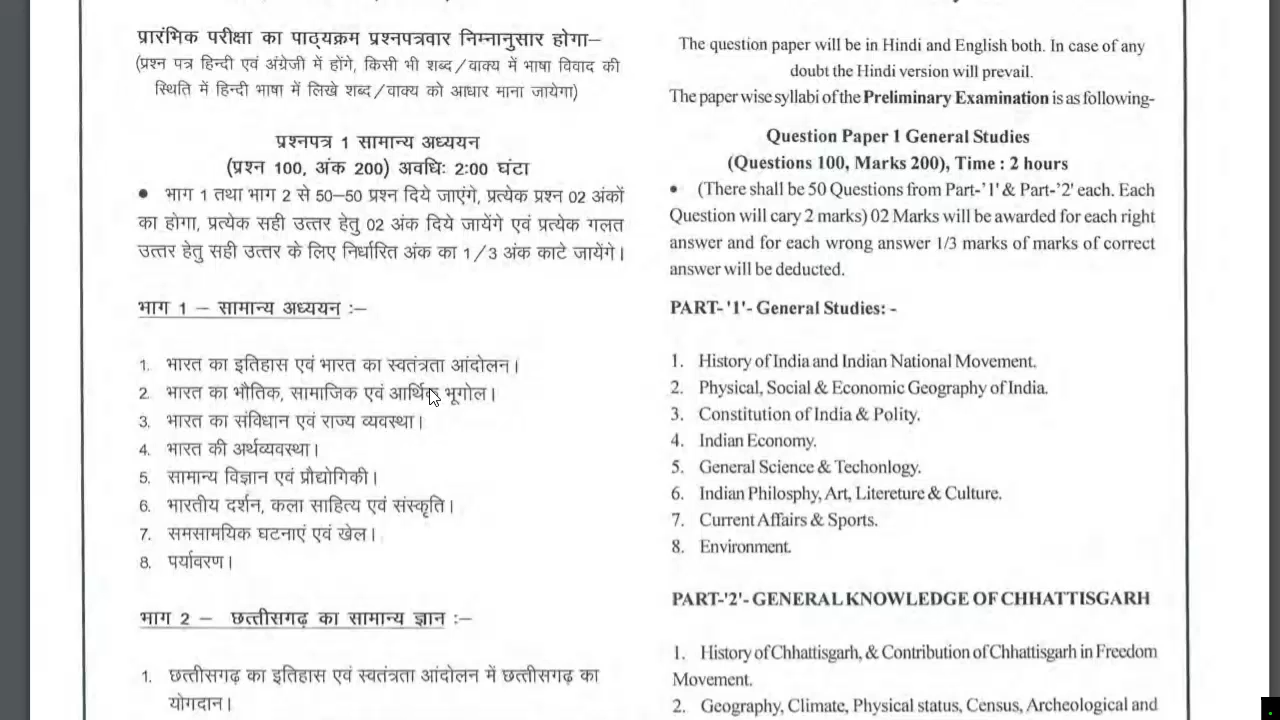 प्रारंभिक परीक्षा का पाठ्यक्रम प्रश्नपत्रवार निम्नानुसार होगा–
(प्रश्न पत्र हिन्दी एवं अंग्रेजी में होंगे, किसी भी शब्द/वाक्य में भाषा विवाद की
स्थिति में हिन्दी भाषा में लिखे शब्द/वाक्य को आधार माना जायेगा)
प्रश्नपत्र 1 सामान्य अध्ययन
(प्रश्न 100, अंक 200) अवधिः 2:00 घंटा
• भाग 1 तथा भाग 2 से 50–50 प्रश्न दिये जाएंगे, प्रत्येक प्रश्न 02 अंकों
का होगा, प्रत्येक सही उत्तर हेतु 02 अंक दिये जायेंगे एवं प्रत्येक गलत
उत्तर हेतु सही उत्तर के लिए निर्धारित अंक का 1/3 अंक काटे जायेंगे।
भाग 1 – सामान्य अध्ययन :–
1. भारत का इतिहास एवं भारत का स्वतंत्रता आंदोलन।
2. भारत का भौतिक, सामाजिक एवं आर्थिक भूगोल।
3. भारत का संविधान एवं राज्य व्यवस्था।
4. भारत की अर्थव्यवस्था।
5. सामान्य विज्ञान एवं प्रौद्योगिकी।
6. भारतीय दर्शन, कला साहित्य एवं संस्कृति।
7. समसामयिक घटनाएं एवं खेल।
8. पर्यावरण।
भाग 2 – छत्तीसगढ़ का सामान्य ज्ञान :–
1. छत्तीसगढ़ का इतिहास एवं स्वतंत्रता आंदोलन में छत्तीसगढ़ का
योगदान।
The question paper will be in Hindi and English both. In case of any
doubt the Hindi version will prevail.
The paper wise syllabi of the Preliminary Examination is as following-
Question Paper 1 General Studies
(Questions 100, Marks 200), Time : 2 hours
• (There shall be 50 Questions from Part-'1' & Part-'2' each. Each
Question will cary 2 marks) 02 Marks will be awarded for each right
answer and for each wrong answer 1/3 marks of marks of correct
answer will be deducted.
PART- '1'- General Studies: -
1. History of India and Indian National Movement.
2. Physical, Social & Economic Geography of India.
3. Constitution of India & Polity.
4. Indian Economy.
5. General Science & Techonlogy.
6. Indian Philosphy, Art, Litereture & Culture.
7. Current Affairs & Sports.
8. Environment.
PART-'2'- GENERAL KNOWLEDGE OF CHHATTISGARH
1. History of Chhattisgarh, & Contribution of Chhattisgarh in Freedom
Movement.
2. Geography, Climate, Physical status, Census, Archeological and